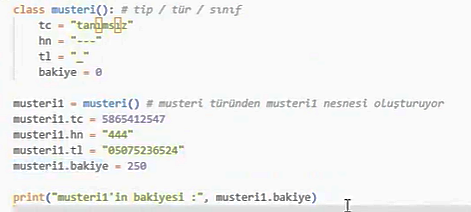 class musteri(): # tip / tür / sınıf
    tc = "tanımsız"
    hn = "---"
    tl = "_"
    bakiye = 0

musteri1 = musteri() # musteri türünden musteri1 nesnesi oluşturuyor
musteri1.tc = 5865412547
musteri1.hn = "444"
musteri1.tl = "05075236524"
musteri1.bakiye = 250

print("musteri1'in bakiyesi :", musteri1.bakiye)